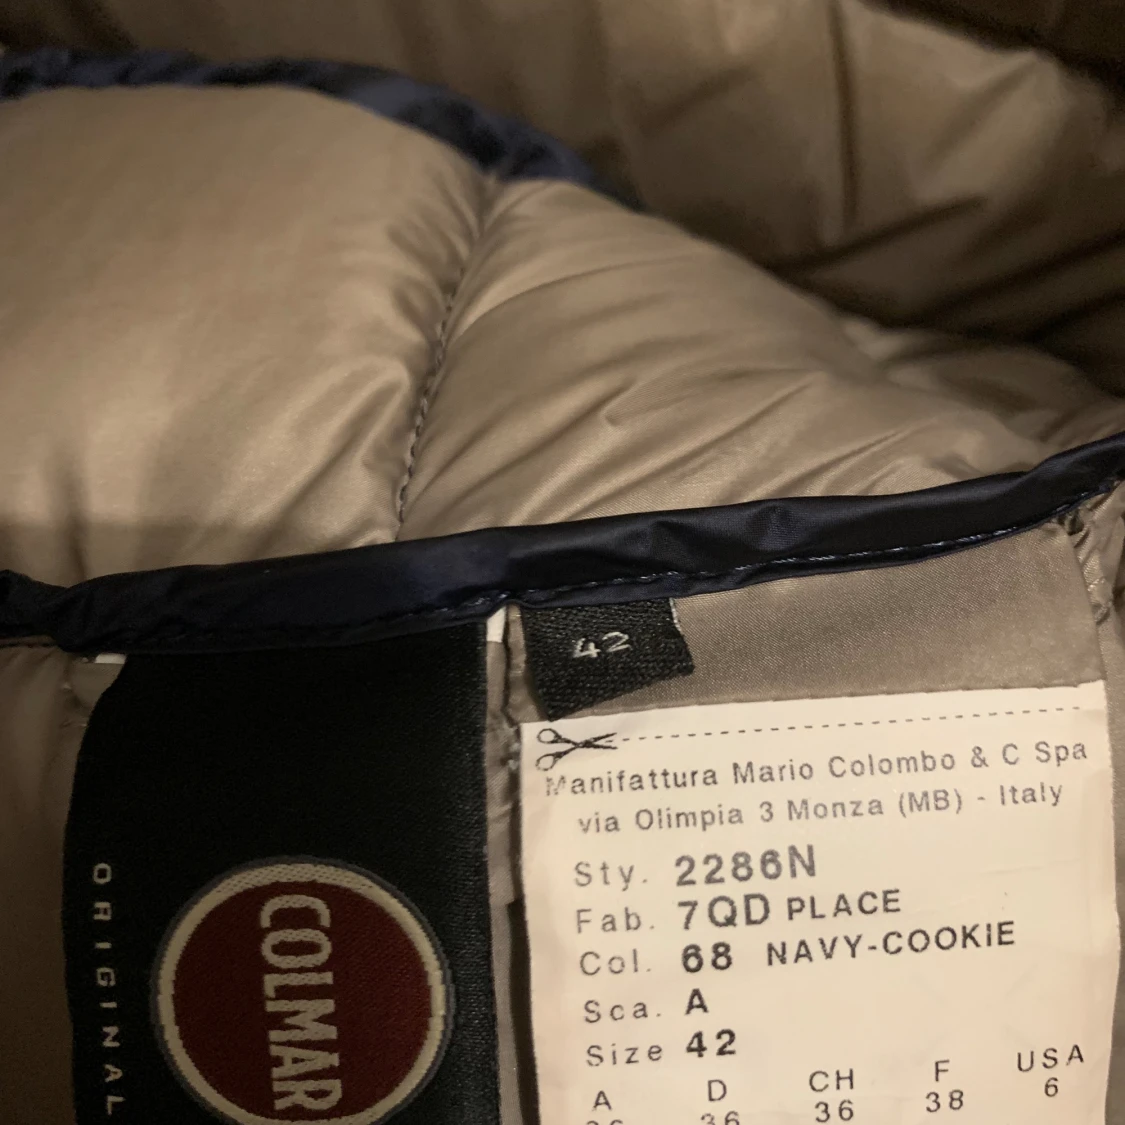 42
Manifattura Mario Colombo & C Spa
via Olimpia 3 Monza (MB) - Italy
Sty. 2286N
Fab. 7QD PLACE
Col. 68 NAVY-COOKIE
Sca. A
Size 42
A D CH F USA
36 36 38 6
ORIGINAL
COLMAR